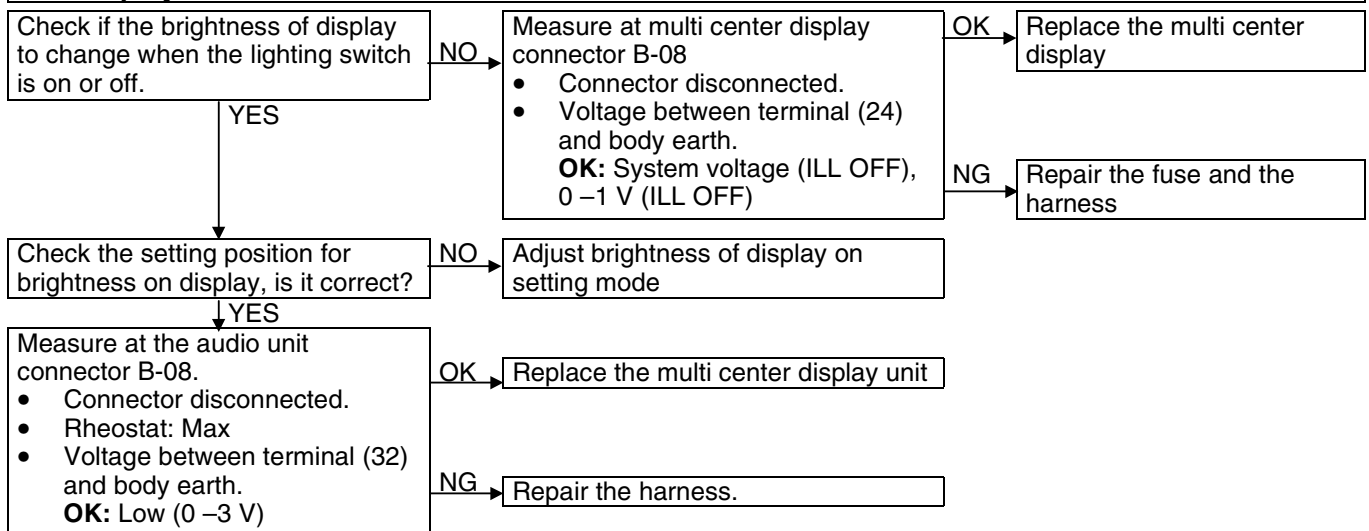 Check if the brightness of display
to change when the lighting switch
is on or off.
NO
Measure at multi center display
connector B-08
• Connector disconnected.
• Voltage between terminal (24)
and body earth.
OK: System voltage (ILL OFF),
0 –1 V (ILL OFF)
OK
Replace the multi center
display
NG
Repair the fuse and the
harness
YES
Check the setting position for
brightness on display, is it correct?
NO
Adjust brightness of display on
setting mode
YES
Measure at the audio unit
connector B-08.
• Connector disconnected.
• Rheostat: Max
• Voltage between terminal (32)
and body earth.
OK: Low (0 –3 V)
OK
Replace the multi center display unit
NG
Repair the harness.